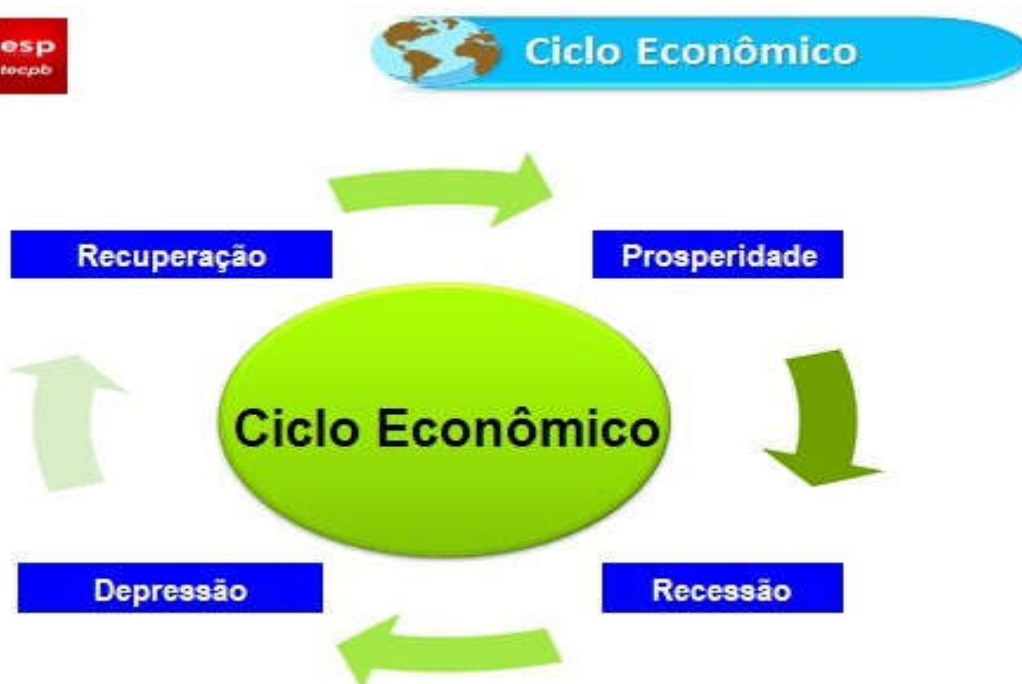 esp
tecpb
Ciclo Econômico
Recuperação
Prosperidade
Ciclo Econômico
Depressão
Recessão